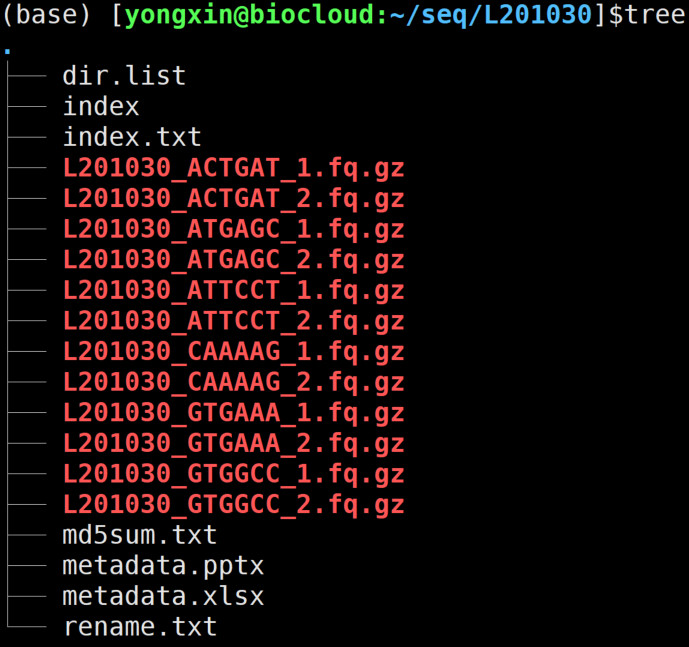 (base) [yongxin@biocloud:~/seq/L201030]$tree
.
├── dir.list
├── index
├── index.txt
├── L201030_ACTGAT_1.fq.gz
├── L201030_ACTGAT_2.fq.gz
├── L201030_ATGAGC_1.fq.gz
├── L201030_ATGAGC_2.fq.gz
├── L201030_ATTCCT_1.fq.gz
├── L201030_ATTCCT_2.fq.gz
├── L201030_CAAAAG_1.fq.gz
├── L201030_CAAAAG_2.fq.gz
├── L201030_GTGAAA_1.fq.gz
├── L201030_GTGAAA_2.fq.gz
├── L201030_GTGGCC_1.fq.gz
├── L201030_GTGGCC_2.fq.gz
├── md5sum.txt
├── metadata.pptx
├── metadata.xlsx
└── rename.txt